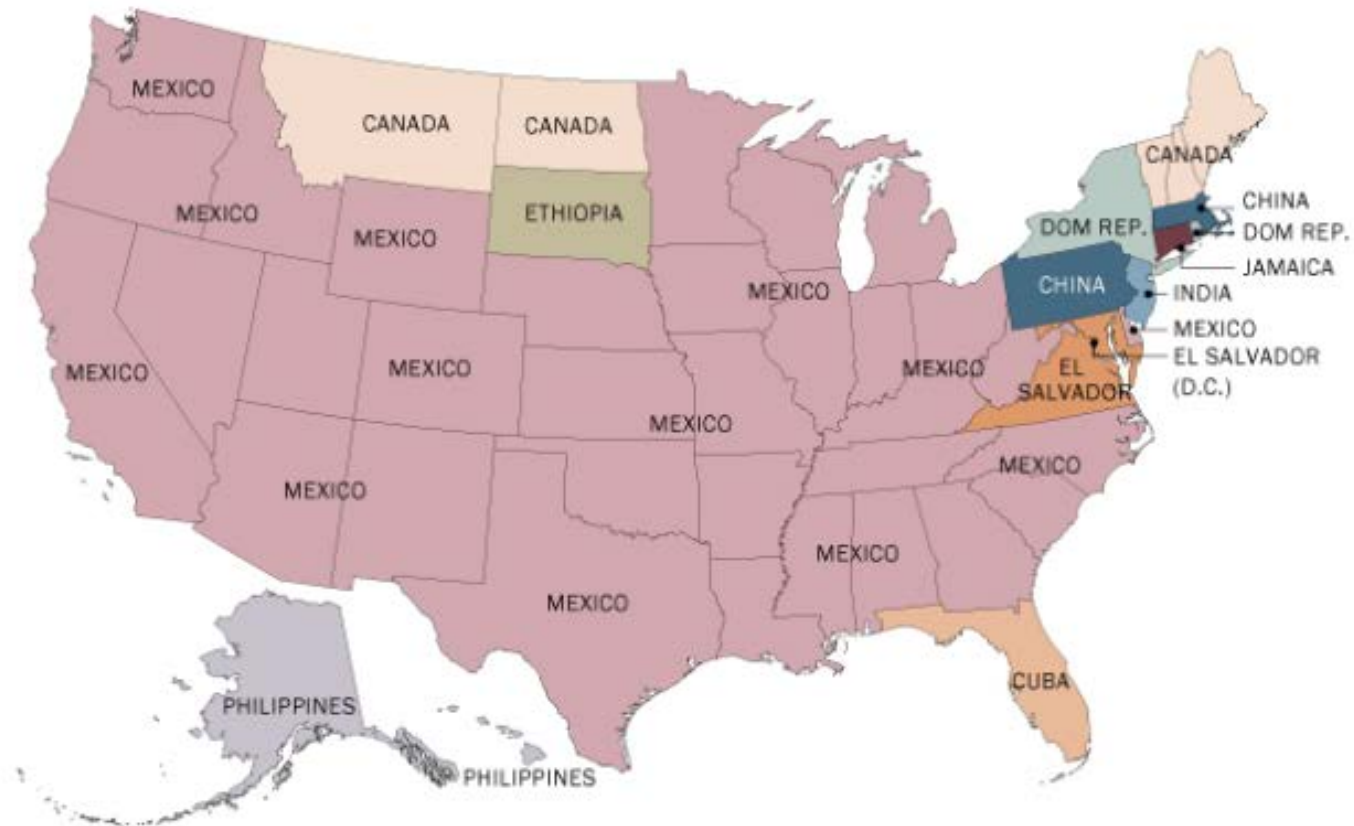 MEXICO
CANADA
CANADA
CANADA
ETHIOPIA
CHINA
MEXICO
MEXICO
DOM REP.
DOM REP.
JAMAICA
CHINA
MEXICO
INDIA
MEXICO
MEXICO
MEXICO
MEXICO
EL
SALVADOR
EL SALVADOR
(D.C.)
MEXICO
MEXICO
MEXICO
MEXICO
MEXICO
CUBA
PHILIPPINES
PHILIPPINES